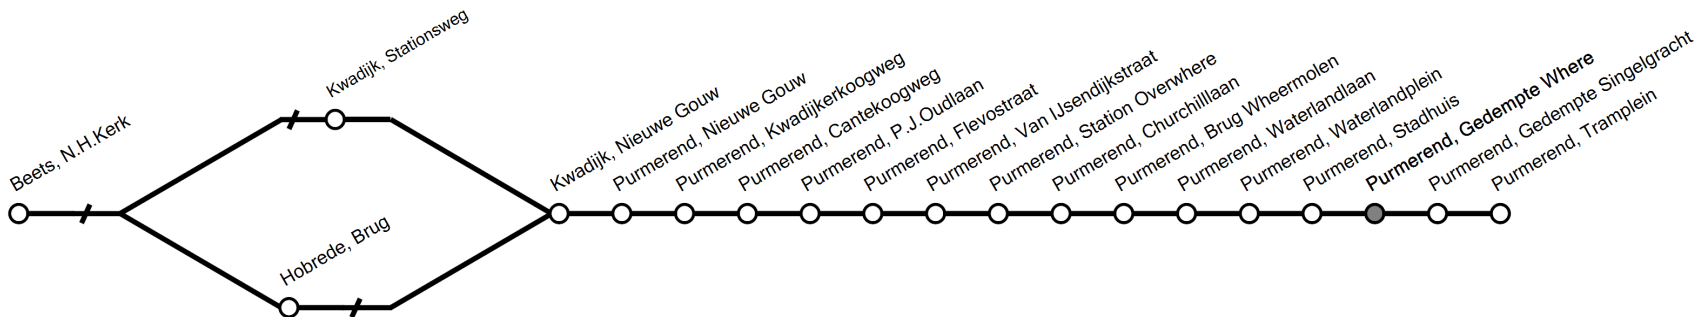 Beets, N.H.Kerk
Kwadijk, Stationsweg
Hobrede, Brug
Kwadijk, Nieuwe Gouw
Purmerend, Nieuwe Gouw
Purmerend, Kwadijkerkoogweg
Purmerend, Cantekoogweg
Purmerend, P.J.Oudlaan
Purmerend, Flevostraat
Purmerend, Van IJsendijkstraat
Purmerend, Station Overwhere
Purmerend, Churchilllaan
Purmerend, Brug Wheermolen
Purmerend, Waterlandlaan
Purmerend, Waterlandplein
Purmerend, Stadhuis
Purmerend, Gedempte Where
Purmerend, Gedempte Singelgracht
Purmerend, Tramplein